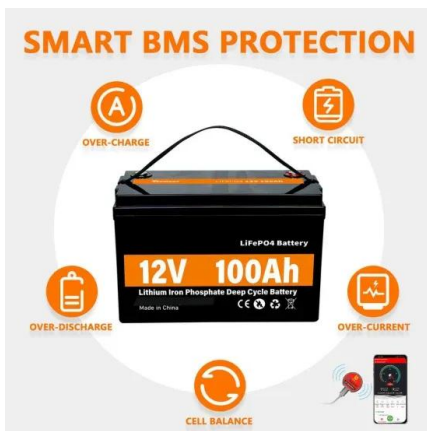 SMART BMS PROTECTION
A
OVER-CHARGE
SHORT CIRCUIT
LiFePO4 Battery
12V 100Ah
Lithium Iron Phosphate Deep Cycle Battery
Made in China
CE
OVER-DISCHARGE
OVER-CURRENT
CELL BALANCE